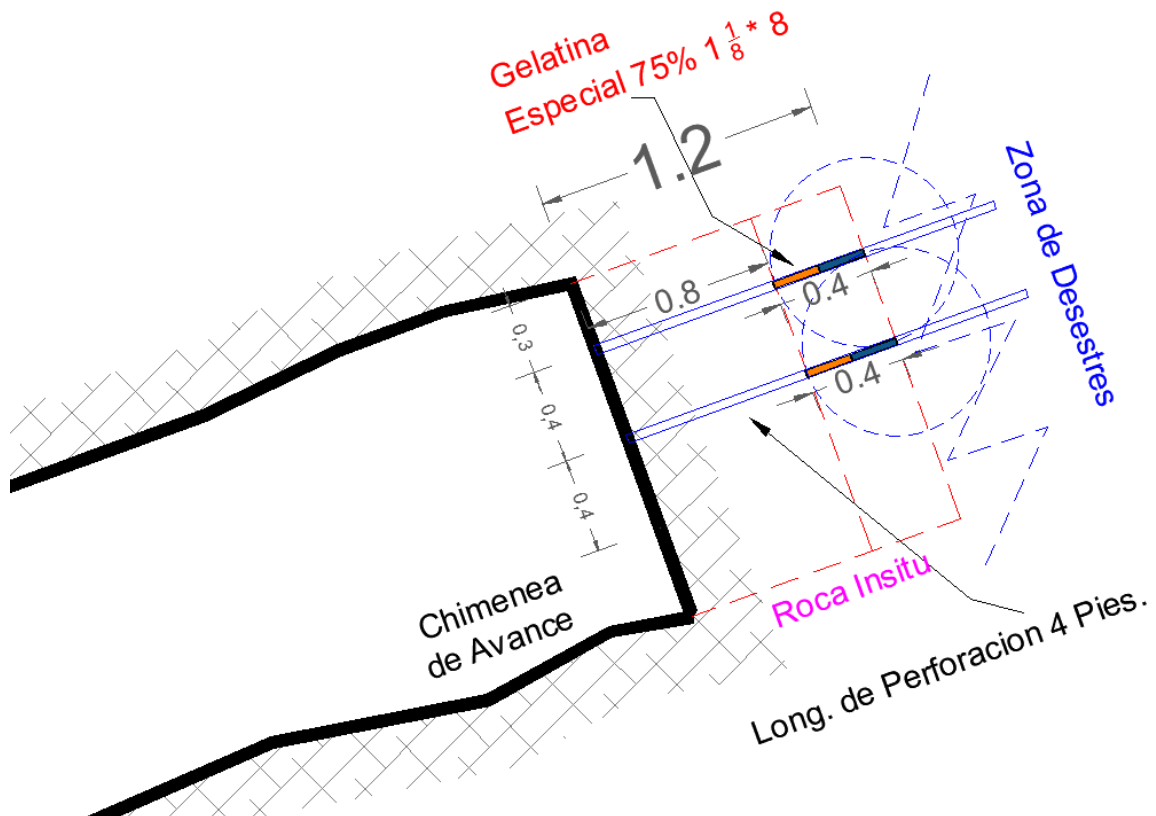 Gelatina
Especial 75% 1 1/8 * 8
1.2
Zona de Desestres
0.8
0.4
0.4
0,3
0,4
0,4
Chimenea
de Avance
Roca Insitu
Long. de Perforacion 4 Pies.